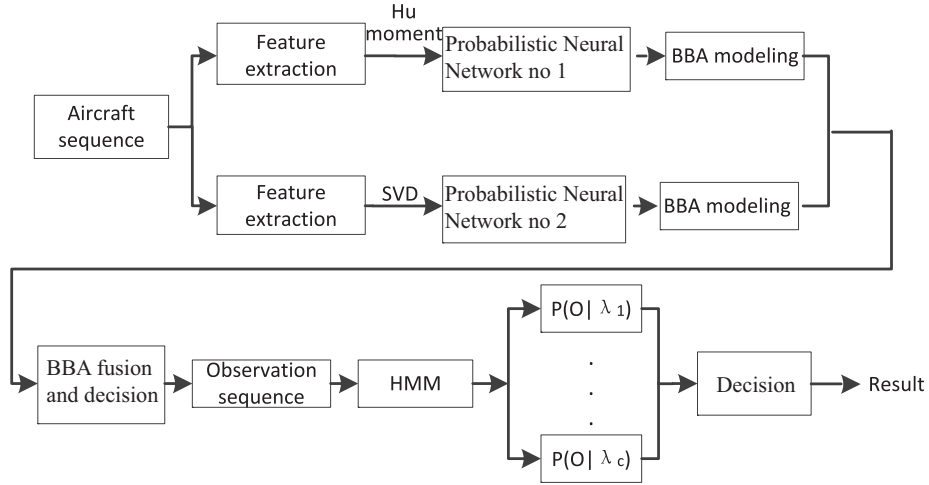 Aircraft
sequence
Feature
extraction
Hu
moment
Probabilistic Neural
Network no 1
BBA modeling
Feature
extraction
SVD
Probabilistic Neural
Network no 2
BBA modeling
BBA fusion
and decision
Observation
sequence
HMM
P(O| λ 1)
.
.
.
P(O| λ c)
Decision
Result